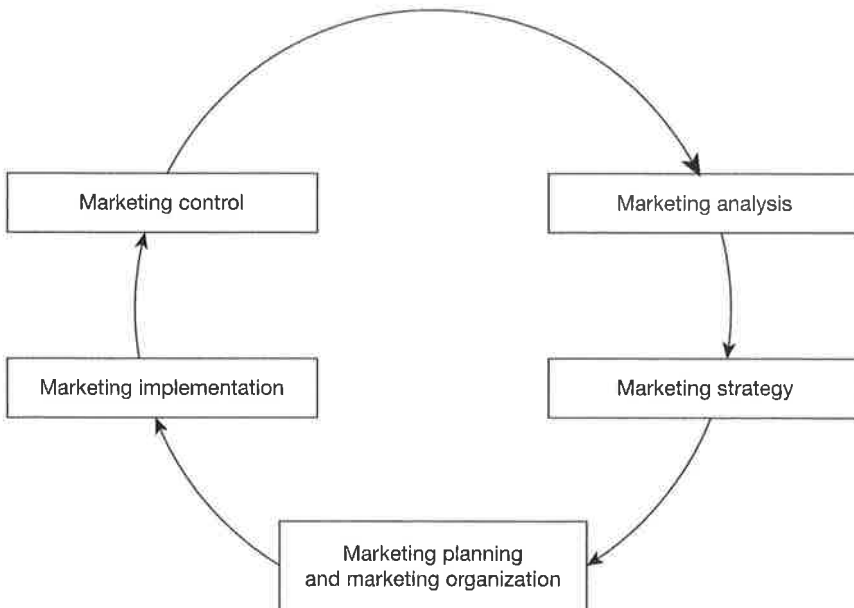 Marketing control
Marketing analysis
Marketing implementation
Marketing strategy
Marketing planning
and marketing organization